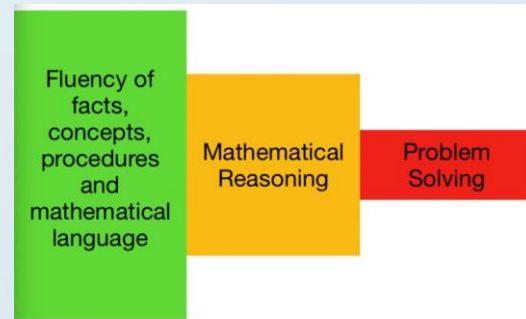 Fluency of
facts,
concepts,
procedures
and
mathematical
language
Mathematical
Reasoning
Problem
Solving